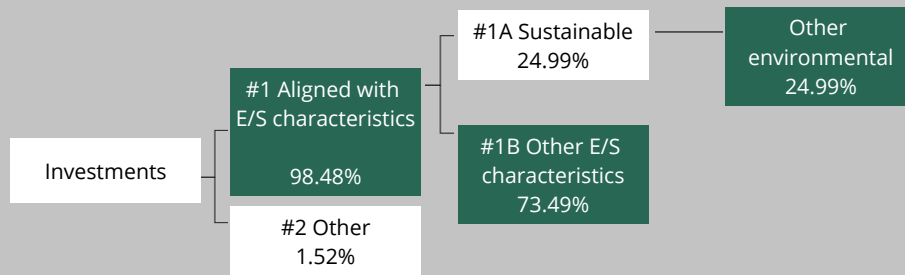 Investments
#1 Aligned with
E/S characteristics
98.48%
#2 Other
1.52%
#1A Sustainable
24.99%
#1B Other E/S
characteristics
73.49%
Other
environmental
24.99%